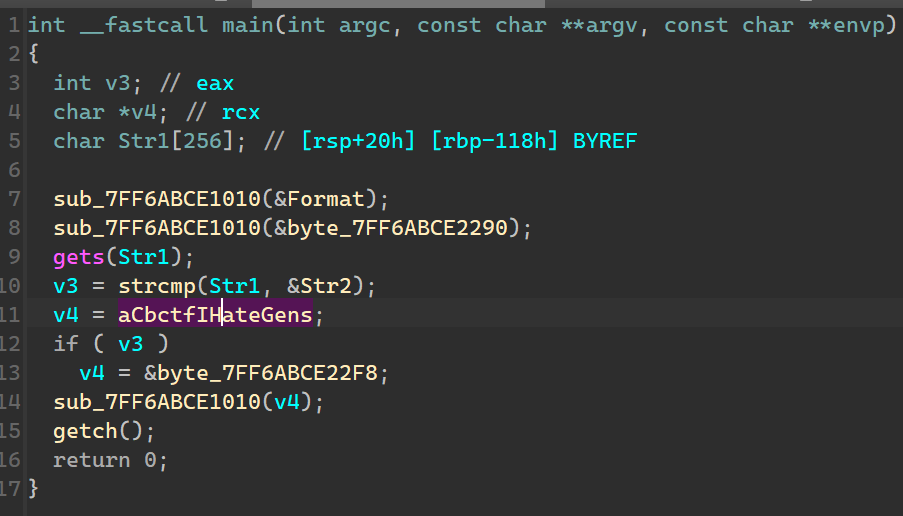 1 int __fastcall main(int argc, const char **argv, const char **envp)
2 {
3   int v3; // eax
4   char *v4; // rcx
5   char Str1[256]; // [rsp+20h] [rbp-118h] BYREF
6
7   sub_7FF6ABCE1010(&Format);
8   sub_7FF6ABCE1010(&byte_7FF6ABCE2290);
9   gets(Str1);
10   v3 = strcmp(Str1, &Str2);
11   v4 = aCbctfIHateGens;
12   if ( v3 )
13     v4 = &byte_7FF6ABCE22F8;
14   sub_7FF6ABCE1010(v4);
15   getch();
16   return 0;
17 }